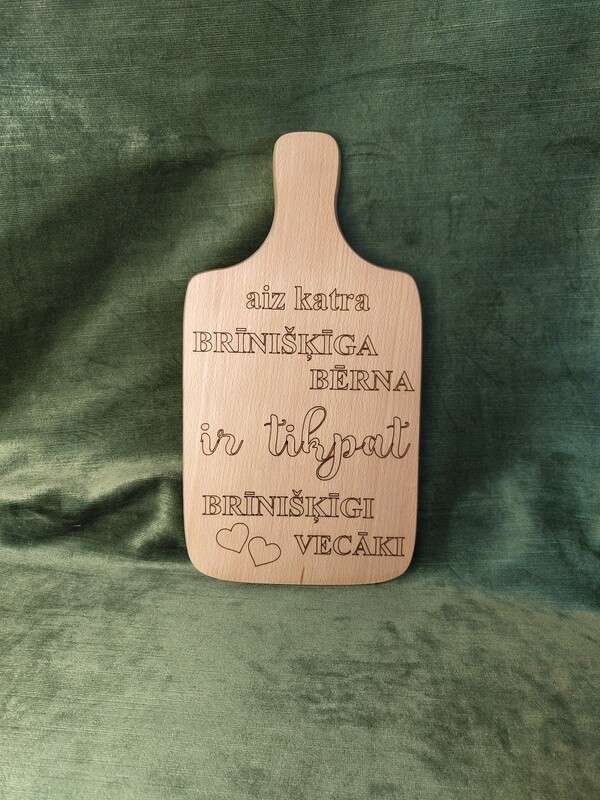 aiz katra
BRĪNIŠĶĪGA
BĒRNA
ir tikpat
BRĪNIŠĶĪGI
VECĀKI